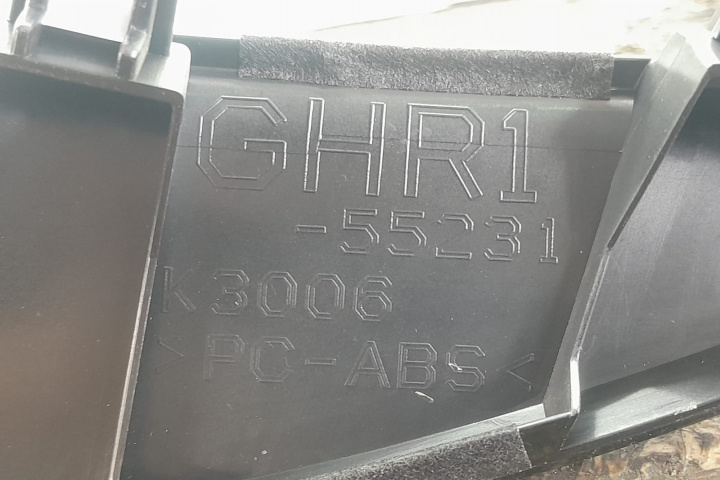 GHR1
-55231
K3006
>PC-ABS<